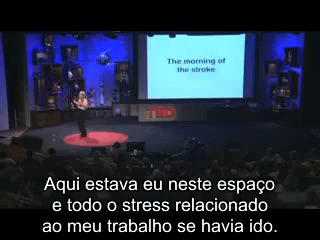 The morning of
the stroke
TED
Aqui estava eu neste espaço
e todo o stress relacionado
ao meu trabalho se havia ido.